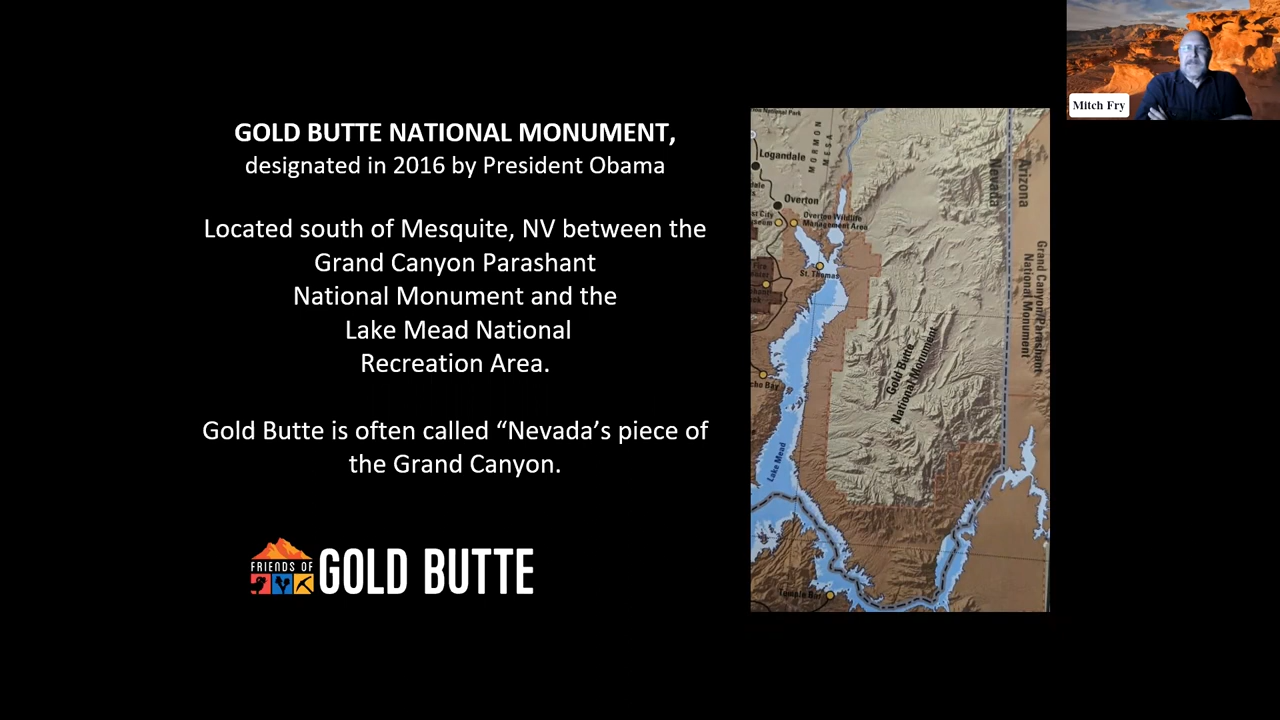 GOLD BUTTE NATIONAL MONUMENT,
designated in 2016 by President Obama
Located south of Mesquite, NV between the
Grand Canyon Parashant
National Monument and the
Lake Mead National
Recreation Area.
Gold Butte is often called “Nevada’s piece of
the Grand Canyon.
FRIENDS OF
GOLD BUTTE
Mitch Fry
MORMON
MESA
Logandale
Overton
Overton Wildlife
Management Area
St. Thomas
Nevada
Arizona
Grand Canyon/Parashant
National Monument
Gold Butte
National Monument
Lake Mead